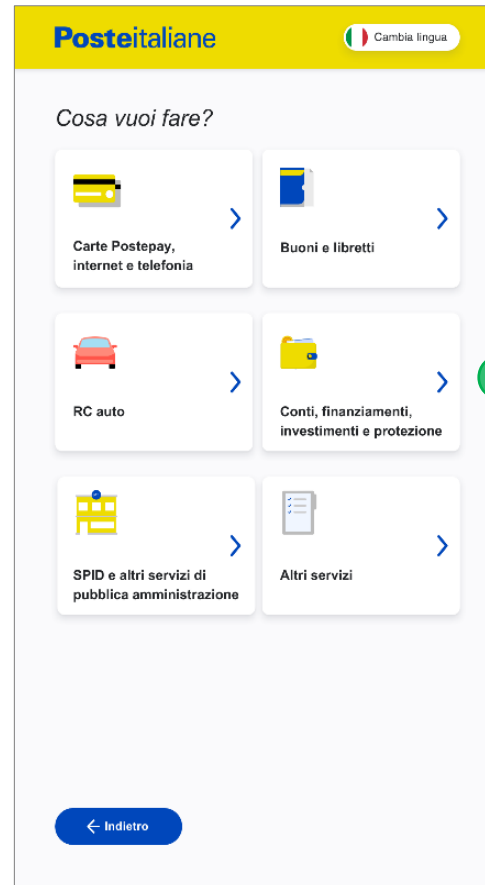 Posteitaliane
Cambia lingua
Cosa vuoi fare?
Carte Postepay,
internet e telefonia
Buoni e libretti
RC auto
Conti, finanziamenti,
investimenti e protezione
SPID e altri servizi di
pubblica amministrazione
Altri servizi
Indietro